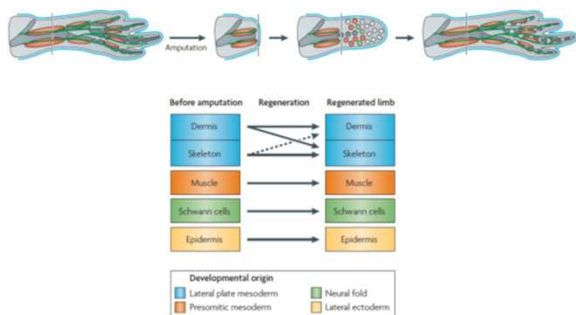 Amputation
Before amputation Regeneration Regenerated limb
Dermis Dermis
Skeleton Skeleton
Muscle Muscle
Schwann cells Schwann cells
Epidermis Epidermis
Developmental origin
Lateral plate mesoderm Neural fold
Presomitic mesoderm Lateral ectoderm